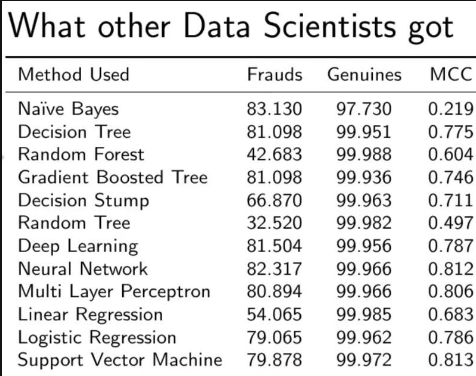 What other Data Scientists got
Method Used Frauds Genuines MCC
Naïve Bayes 83.130 97.730 0.219
Decision Tree 81.098 99.951 0.775
Random Forest 42.683 99.988 0.604
Gradient Boosted Tree 81.098 99.936 0.746
Decision Stump 66.870 99.963 0.711
Random Tree 32.520 99.982 0.497
Deep Learning 81.504 99.956 0.787
Neural Network 82.317 99.966 0.812
Multi Layer Perceptron 80.894 99.966 0.806
Linear Regression 54.065 99.985 0.683
Logistic Regression 79.065 99.962 0.786
Support Vector Machine 79.878 99.972 0.813